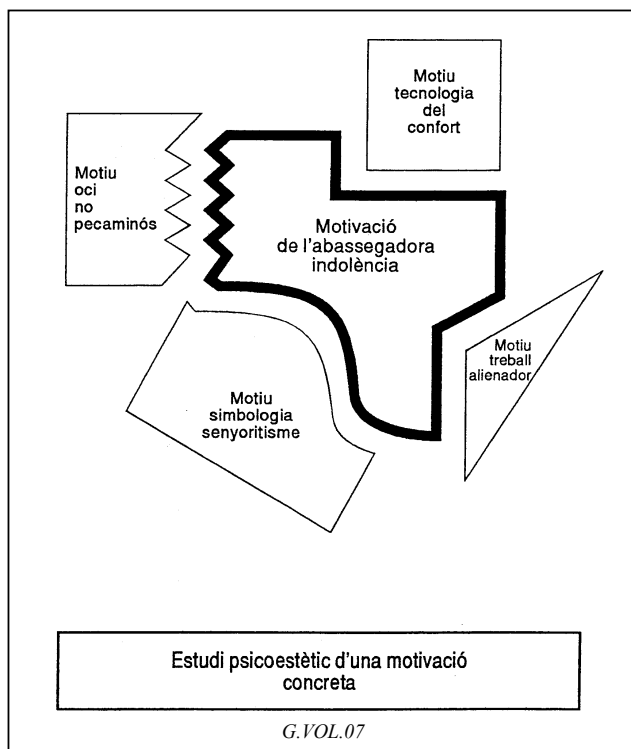 Motiu
tecnologia
del
confort
Motiu
oci
no
pecaminós
Motivació
de l'abassegadora
indolència
Motiu
treball
alienador
Motiu
simbologia
senyoritisme
Estudi psicoestètic d'una motivació
concreta
G.VOL.07